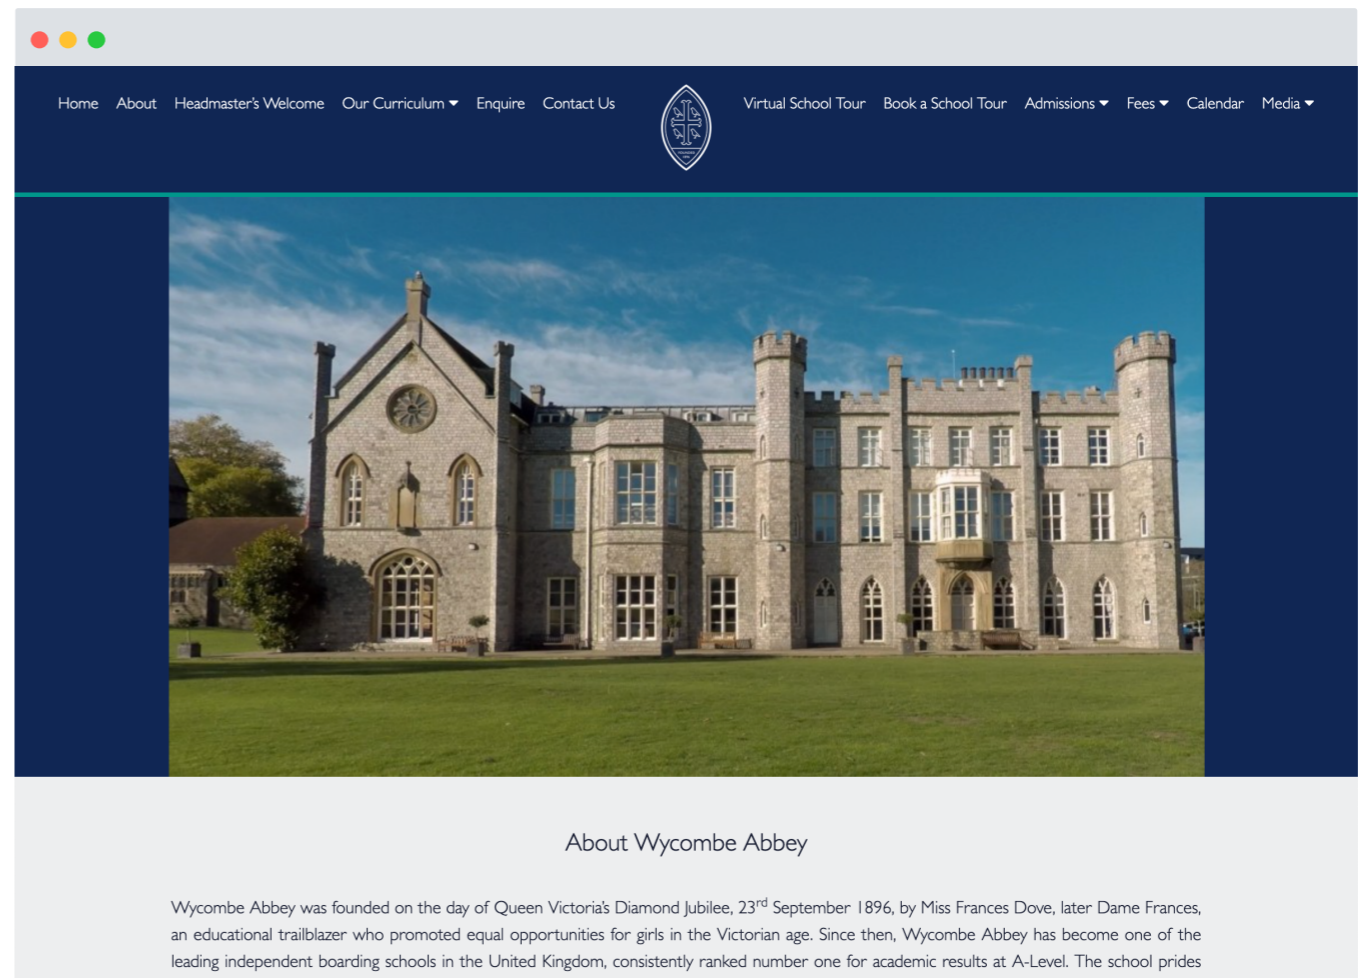 Home About Headmaster's Welcome Our Curriculum Enquire Contact Us Virtual School Tour Book a School Tour Admissions Fees Calendar Media
About Wycombe Abbey
Wycombe Abbey was founded on the day of Queen Victoria's Diamond Jubilee, 23rd September 1896, by Miss Frances Dove, later Dame Frances,
an educational trailblazer who promoted equal opportunities for girls in the Victorian age. Since then, Wycombe Abbey has become one of the
leading independent boarding schools in the United Kingdom, consistently ranked number one for academic results at A-Level. The school prides